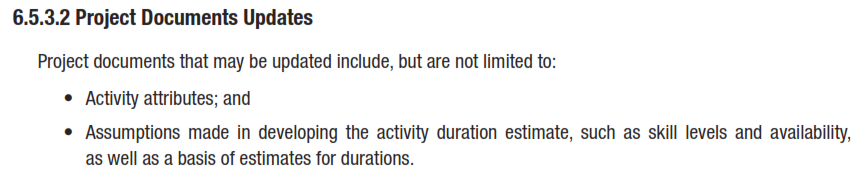 6.5.3.2 Project Documents Updates
Project documents that may be updated include, but are not limited to:
• Activity attributes; and
• Assumptions made in developing the activity duration estimate, such as skill levels and availability,
as well as a basis of estimates for durations.